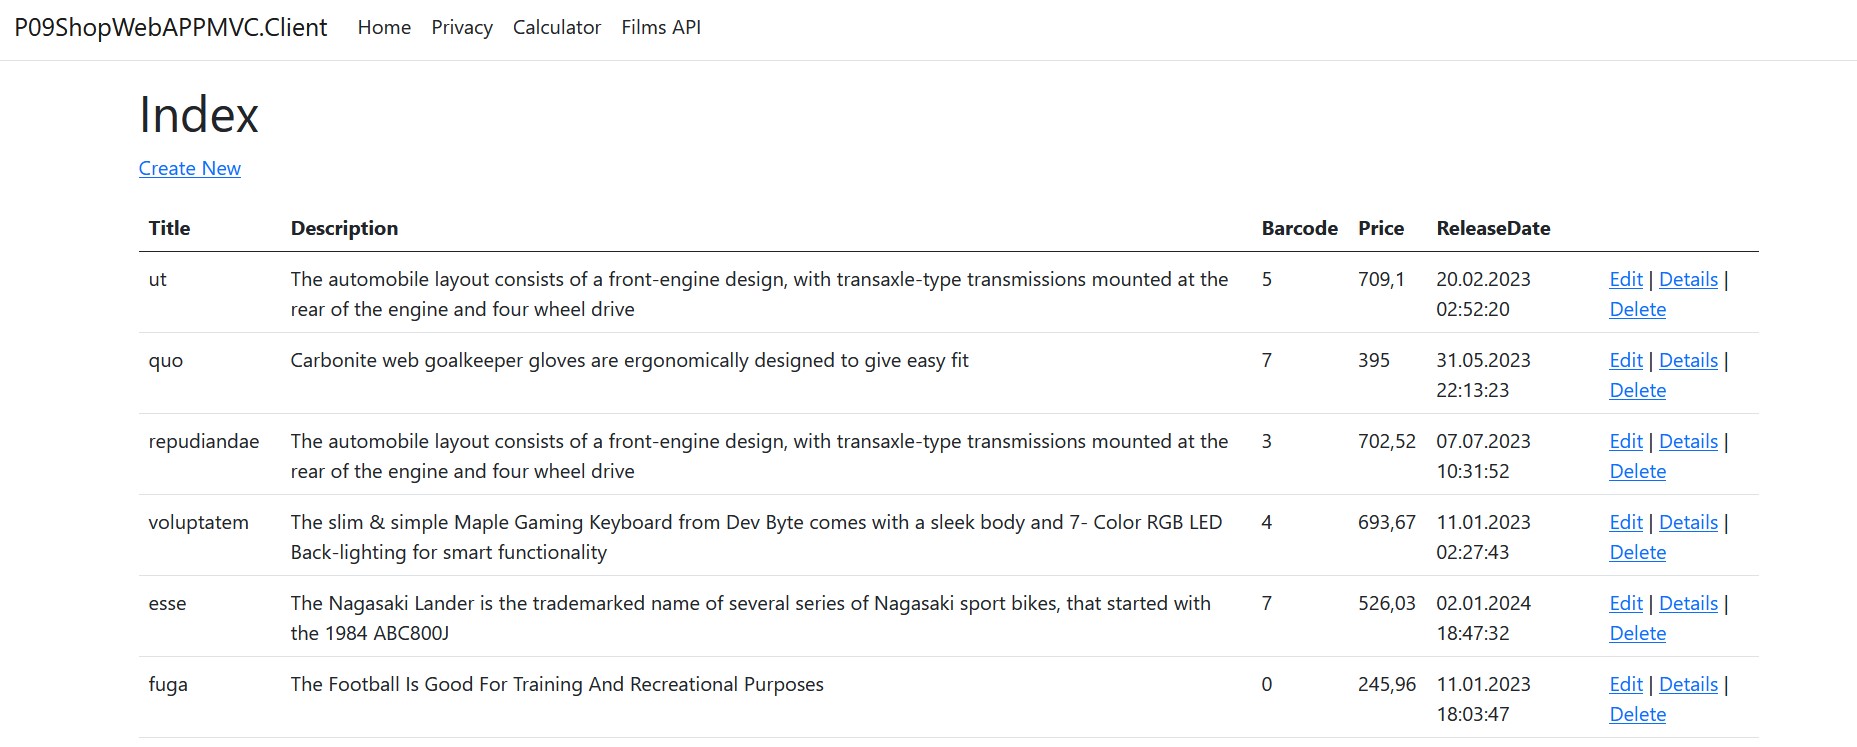 P09ShopWebAPPMVC.Client Home Privacy Calculator Films API
Index
Create New
Title Description Barcode Price ReleaseDate
ut The automobile layout consists of a front-engine design, with transaxle-type transmissions mounted at the 5 709,1 20.02.2023 Edit | Details |
rear of the engine and four wheel drive 02:52:20 Delete
quo Carbonite web goalkeeper gloves are ergonomically designed to give easy fit 7 395 31.05.2023 Edit | Details |
22:13:23 Delete
repudiandae The automobile layout consists of a front-engine design, with transaxle-type transmissions mounted at the 3 702,52 07.07.2023 Edit | Details |
rear of the engine and four wheel drive 10:31:52 Delete
voluptatem The slim & simple Maple Gaming Keyboard from Dev Byte comes with a sleek body and 7- Color RGB LED 4 693,67 11.01.2023 Edit | Details |
Back-lighting for smart functionality 02:27:43 Delete
esse The Nagasaki Lander is the trademarked name of several series of Nagasaki sport bikes, that started with 7 526,03 02.01.2024 Edit | Details |
the 1984 ABC800J 18:47:32 Delete
fuga The Football Is Good For Training And Recreational Purposes 0 245,96 11.01.2023 Edit | Details |
18:03:47 Delete